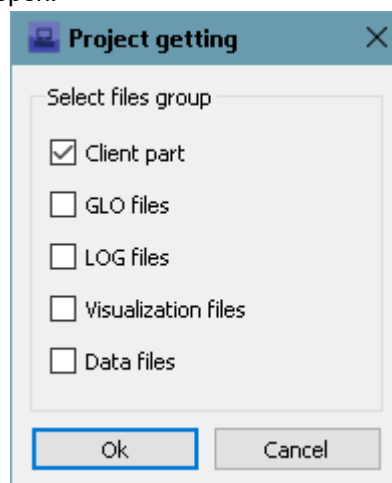 Project getting
Select files group
Client part
GLO files
LOG files
Visualization files
Data files
Ok Cancel